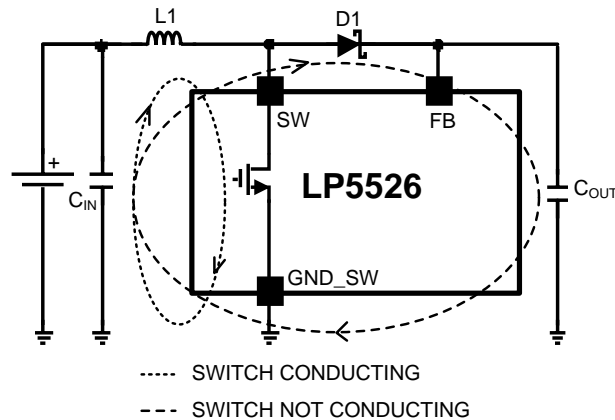 L1
D1
SW
FB
+
LP5526
C_IN
C_OUT
GND_SW
SWITCH CONDUCTING
SWITCH NOT CONDUCTING